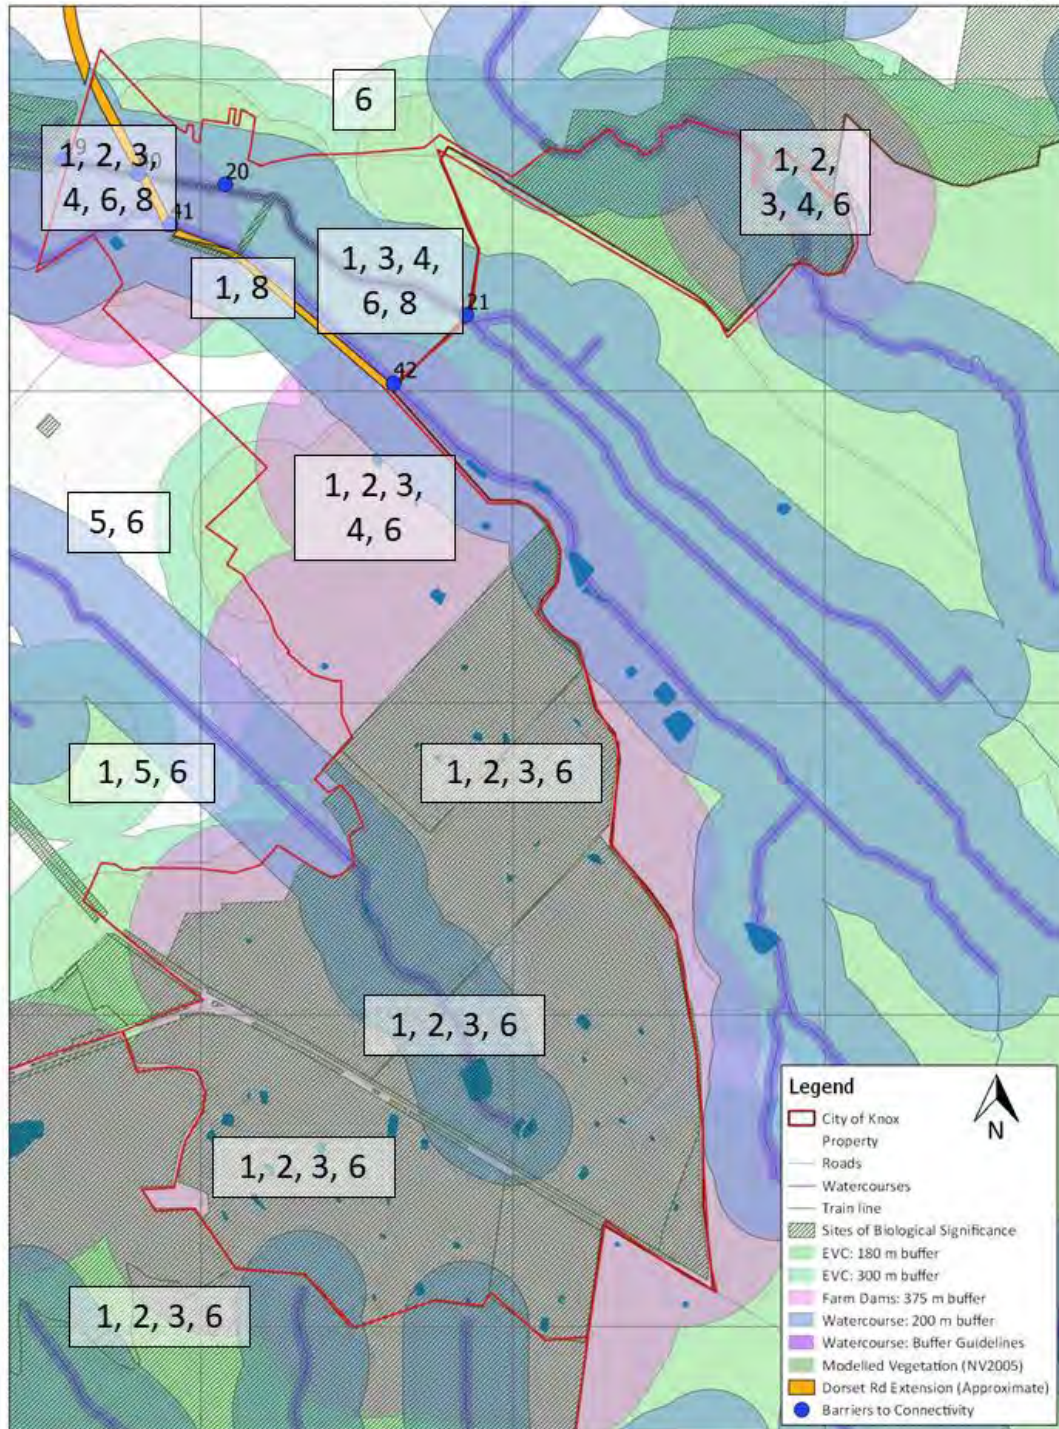 6
9
1, 2, 3,
4, 6, 8
20
41
1, 2,
3, 4, 6
1, 3, 4,
6, 8
1, 8
21
42
1, 2, 3,
4, 6
5, 6
1, 5, 6
1, 2, 3, 6
1, 2, 3, 6
1, 2, 3, 6
1, 2, 3, 6
Legend
N
City of Knox
Property
Roads
Watercourses
Train line
Sites of Biological Significance
EVC: 180 m buffer
EVC: 300 m buffer
Farm Dams: 375 m buffer
Watercourse: 200 m buffer
Watercourse: Buffer Guidelines
Modelled Vegetation (NV2005)
Dorset Rd Extension (Approximate)
Barriers to Connectivity